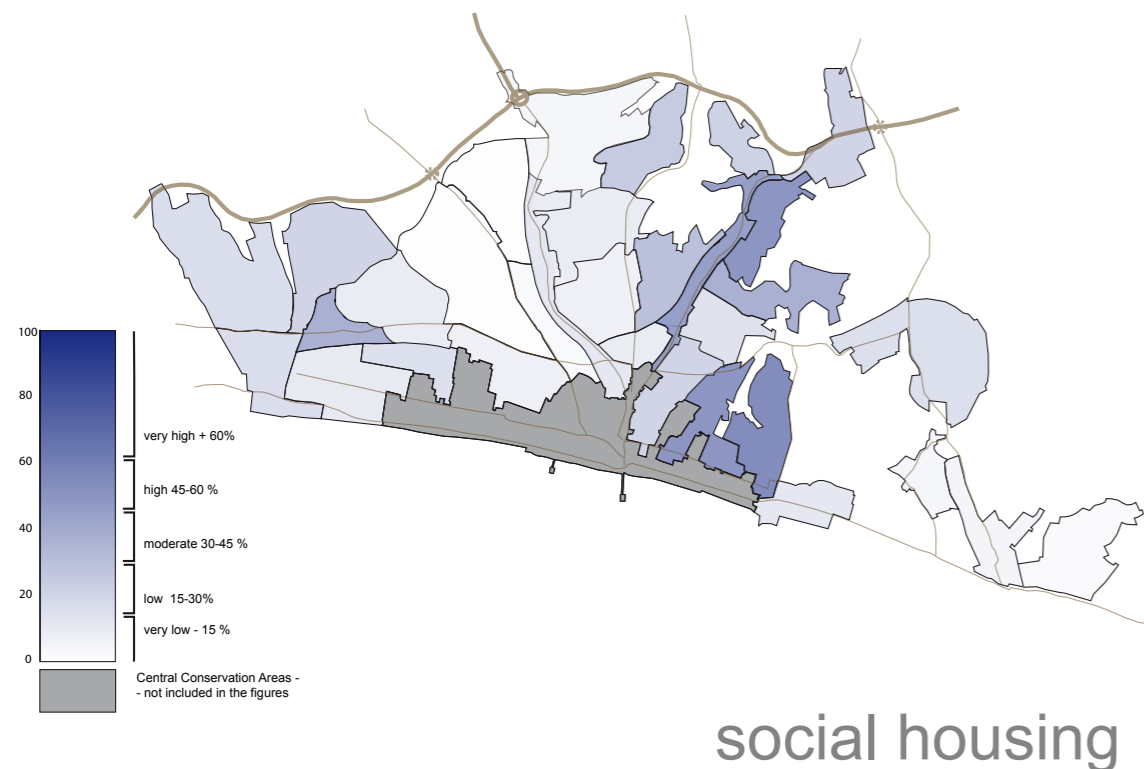 100
80
very high + 60%
60
high 45-60 %
40
moderate 30-45 %
20
low 15-30%
very low - 15 %
0
Central Conservation Areas -
- not included in the figures
social housing